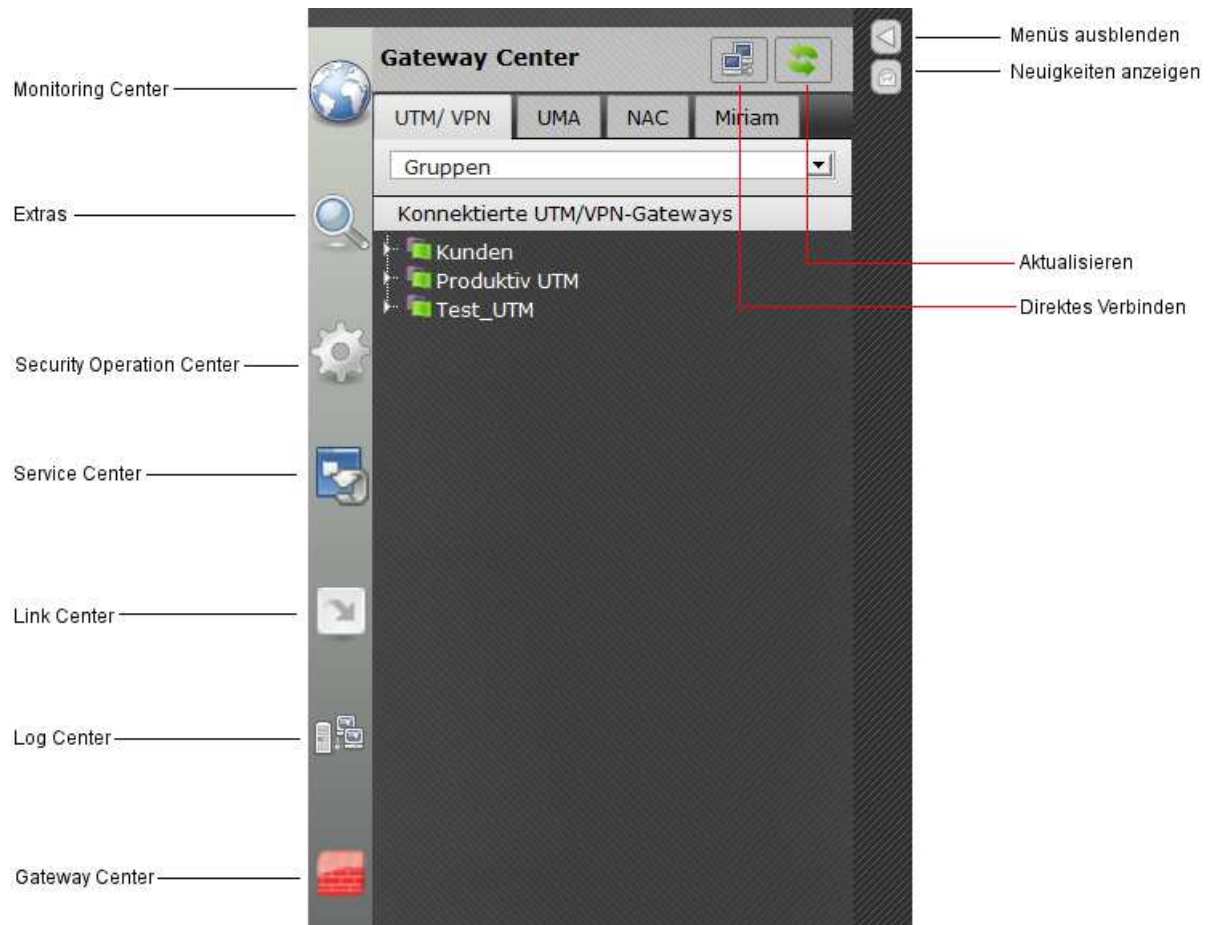 Menüs ausblenden
Neuigkeiten anzeigen
Gateway Center
Monitoring Center
UTM/ VPN UMA NAC Miriam
Gruppen
Extras
Konnektierte UTM/VPN-Gateways
Kunden
Produktiv UTM
Test_UTM
Aktualisieren
Direktes Verbinden
Security Operation Center
Service Center
Link Center
Log Center
Gateway Center